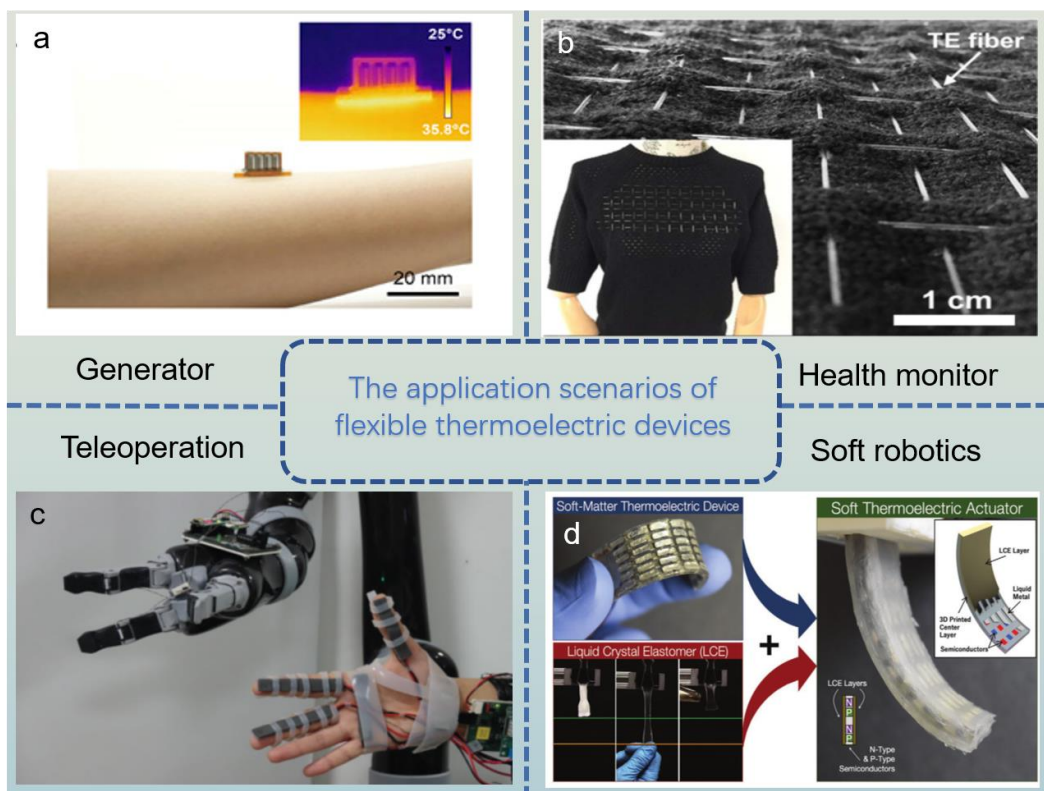 a
25°C
35.8°C
20 mm
b
TE fiber
1 cm
Generator
Health monitor
The application scenarios of
flexible thermoelectric devices
Teleoperation
Soft robotics
c
d
Soft-Matter Thermoelectric Device
Liquid Crystal Elastomer (LCE)
+
Soft Thermoelectric Actuator
LCE Layer
Liquid
Metal
3D Printed
Center
Layer
Semiconductors
LCE Layers
N
P
N
P
N-Type
& P-Type
Semiconductors